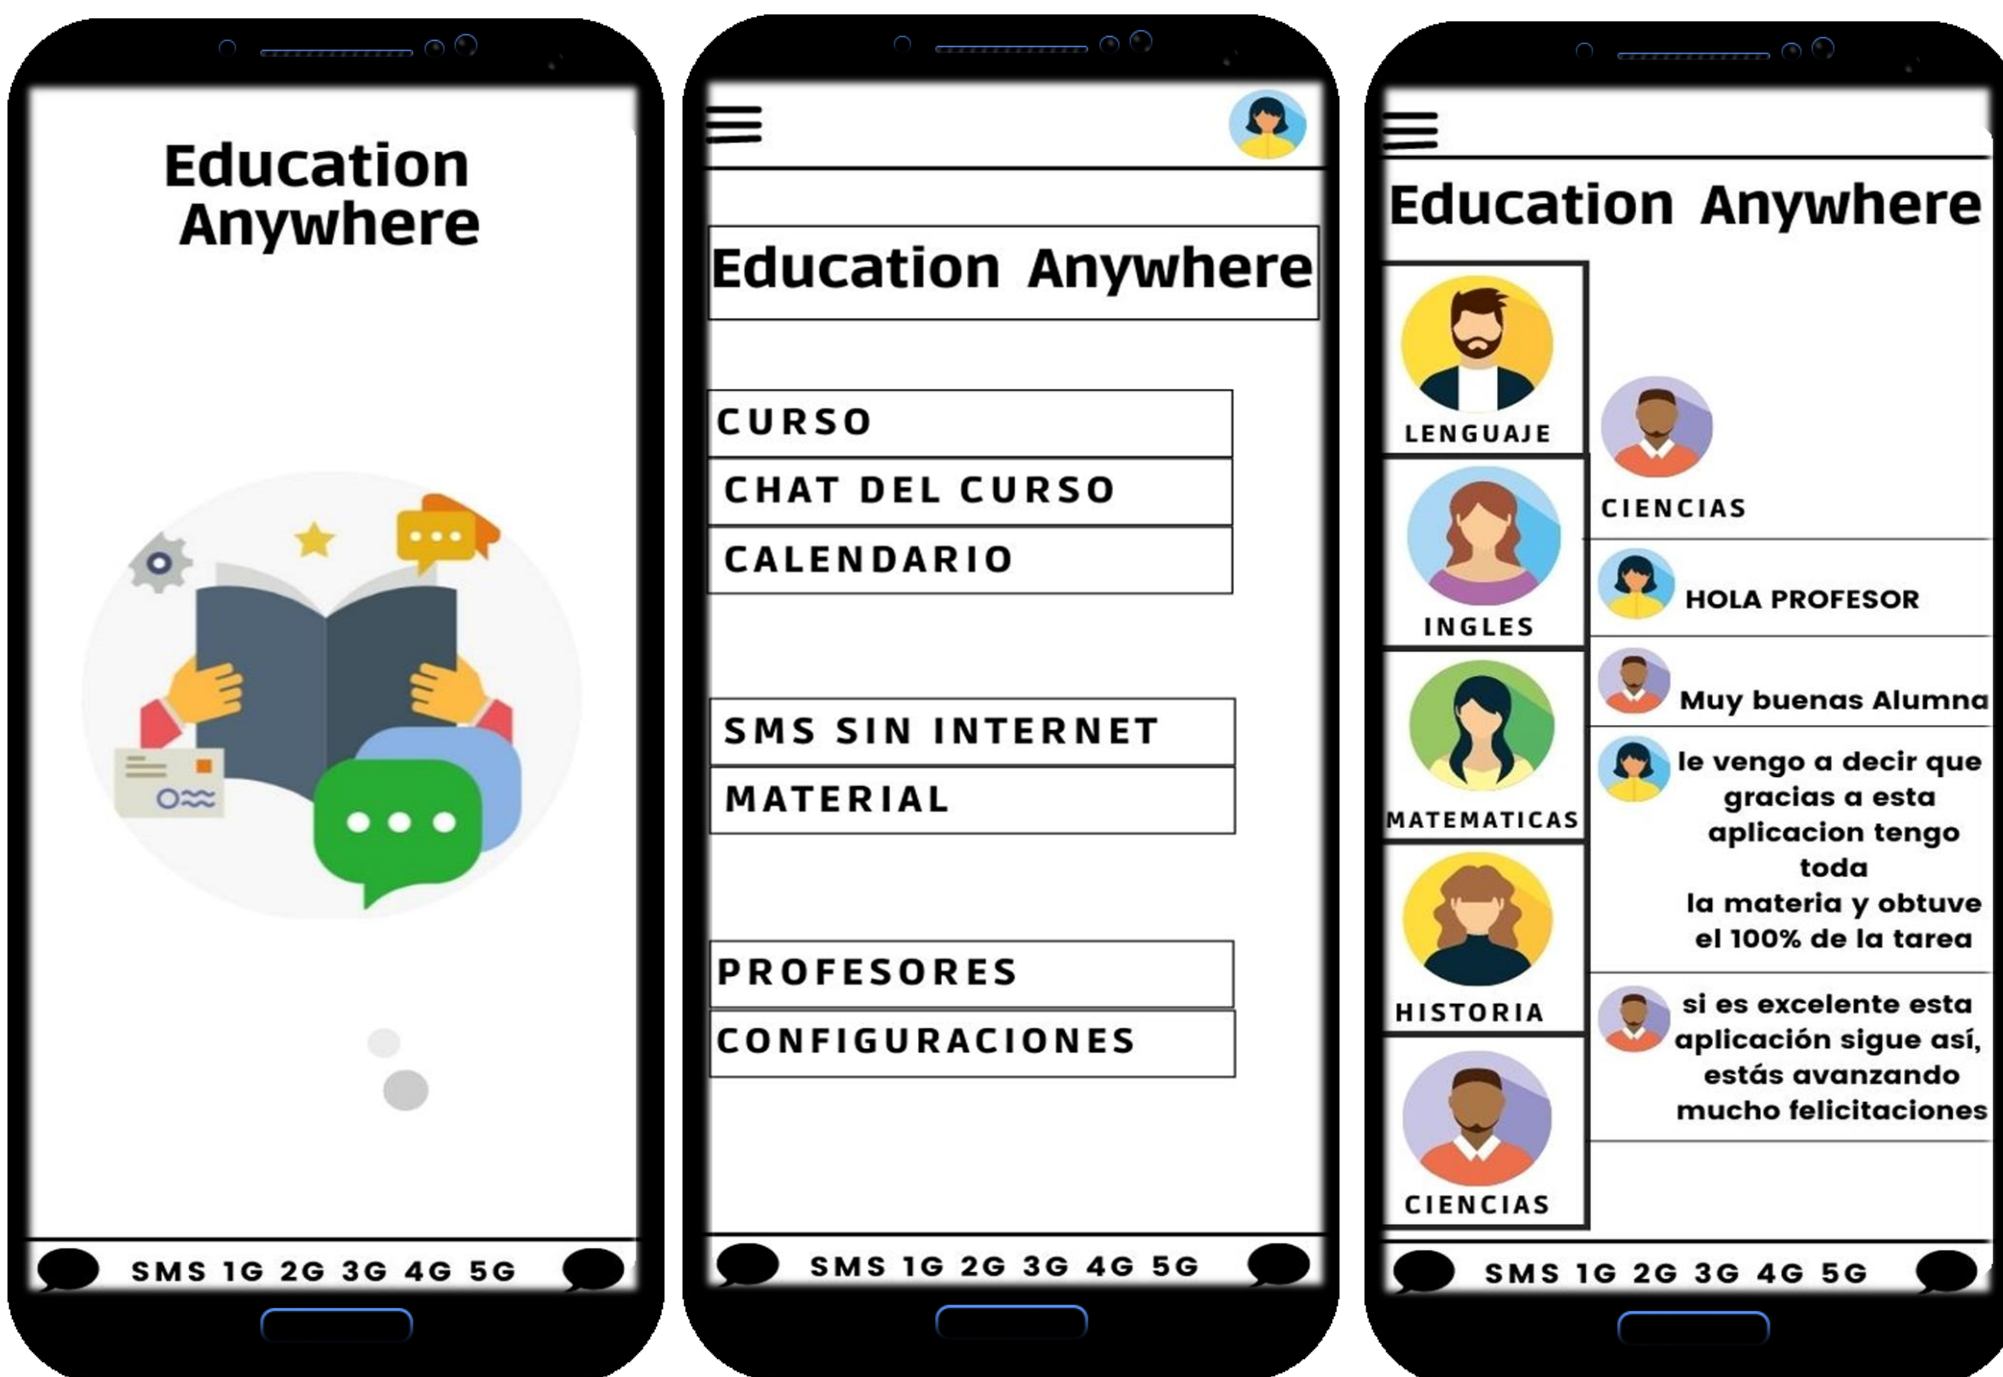 Education
Anywhere
SMS 1G 2G 3G 4G 5G
Education Anywhere
CURSO
CHAT DEL CURSO
CALENDARIO
SMS SIN INTERNET
MATERIAL
PROFESORES
CONFIGURACIONES
SMS 1G 2G 3G 4G 5G
Education Anywhere
LENGUAJE
INGLES
MATEMATICAS
HISTORIA
CIENCIAS
CIENCIAS
HOLA PROFESOR
Muy buenas Alumna
le vengo a decir que
gracias a esta
aplicacion tengo
toda
la materia y obtuve
el 100% de la tarea
si es excelente esta
aplicación sigue así,
estás avanzando
mucho felicitaciones
SMS 1G 2G 3G 4G 5G